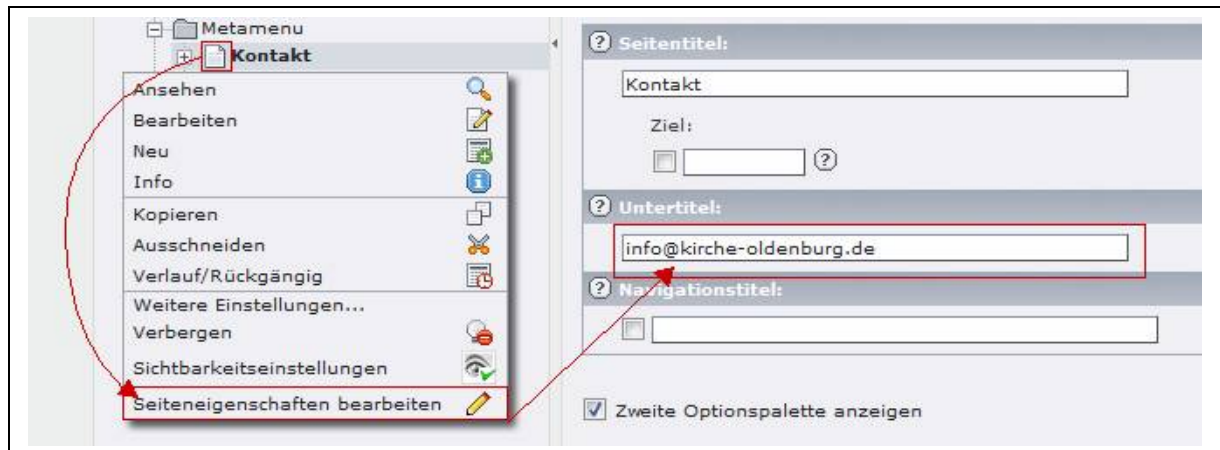 Metamenu
Kontakt
Ansehen
Bearbeiten
Neu
Info
Kopieren
Ausschneiden
Verlauf/Rückgängig
Weitere Einstellungen...
Verbergen
Sichtbarkeitseinstellungen
Seiteneigenschaften bearbeiten
Seitentitel:
Kontakt
Ziel:
Untertitel:
info@kirche-oldenburg.de
Navigationstitel:
Zweite Optionspalette anzeigen